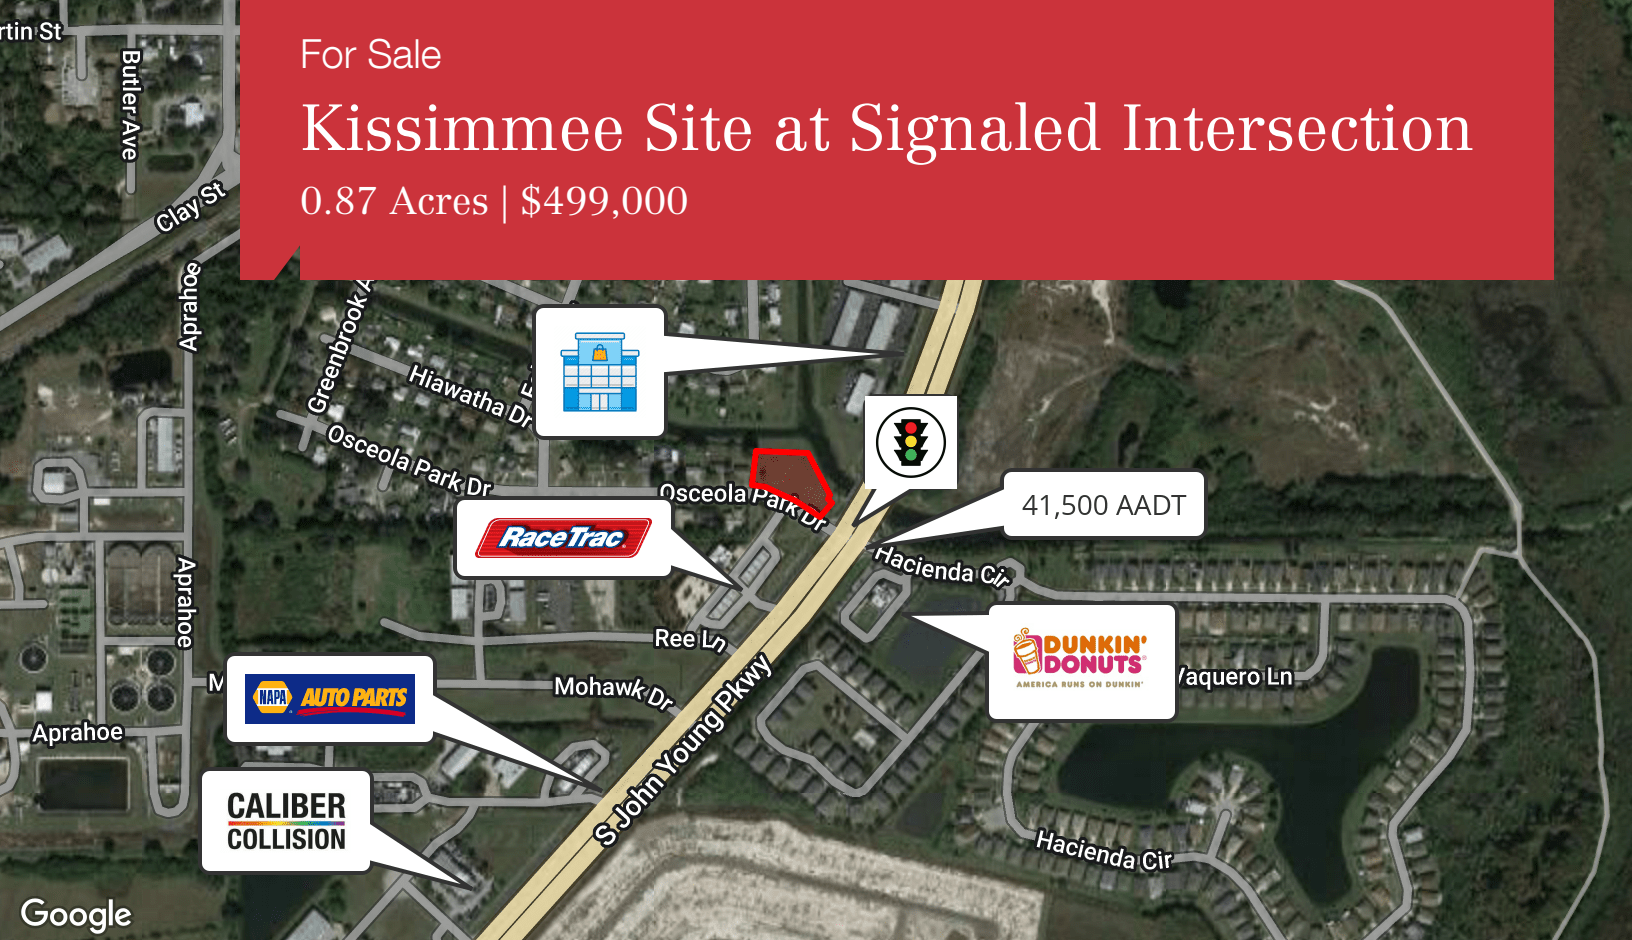 For Sale
Kissimmee Site at Signaled Intersection
0.87 Acres | $499,000
rtin St
Butler Ave
Clay St
Aprahoe
Greenbrook A
Hiawatha Dr
Osceola Park Dr
Osceola Park Dr
41,500 AADT
RaceTrac
Hacienda Cir
Aprahoe
Ree Ln
DUNKIN'
DONUTS
AMERICA RUNS ON DUNKIN'
Vaquero Ln
Mohawk Dr
M
NAPA AUTO PARTS
S John Young Pkwy
Aprahoe
CALIBER
COLLISION
Hacienda Cir
Google